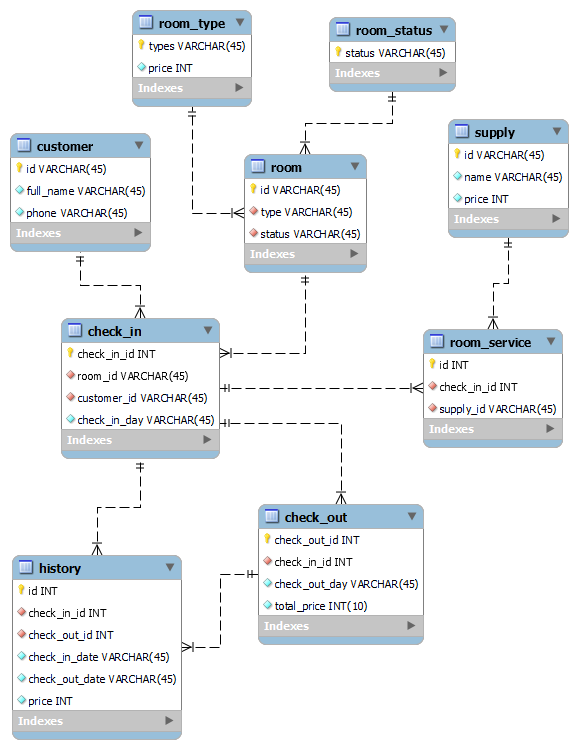 room_type
types VARCHAR(45)
price INT
Indexes
room_status
status VARCHAR(45)
Indexes
customer
id VARCHAR(45)
full_name VARCHAR(45)
phone VARCHAR(45)
Indexes
room
id VARCHAR(45)
type VARCHAR(45)
status VARCHAR(45)
Indexes
supply
id VARCHAR(45)
name VARCHAR(45)
price INT
Indexes
check_in
check_in_id INT
room_id VARCHAR(45)
customer_id VARCHAR(45)
check_in_day VARCHAR(45)
Indexes
room_service
id INT
check_in_id INT
supply_id VARCHAR(45)
Indexes
check_out
check_out_id INT
check_in_id INT
check_out_day VARCHAR(45)
total_price INT(10)
Indexes
history
id INT
check_in_id INT
check_out_id INT
check_in_date VARCHAR(45)
check_out_date VARCHAR(45)
price INT
Indexes